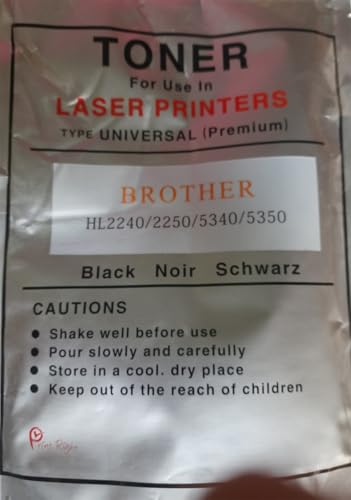 TONER
For Use In
LASER PRINTERS
TYPE UNIVERSAL (Premium)
BROTHER
HL2240/2250/5340/5350
Black Noir Schwarz
CAUTIONS
● Shake well before use
● Pour slowly and carefully
● Store in a cool. dry place
● Keep out of the reach of children
Print Right